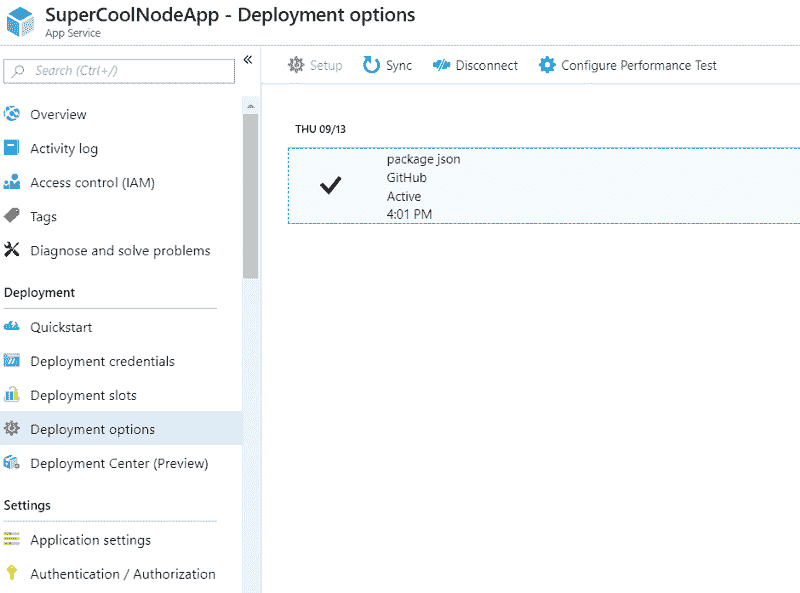 SuperCoolNodeApp - Deployment options
App Service
Search (Ctrl+/)
«
Overview
Activity log
Access control (IAM)
Tags
Diagnose and solve problems
Deployment
Quickstart
Deployment credentials
Deployment slots
Deployment options
Deployment Center (Preview)
Settings
Application settings
Authentication / Authorization
Setup Sync Disconnect Configure Performance Test
THU 09/13
package json
GitHub
Active
4:01 PM